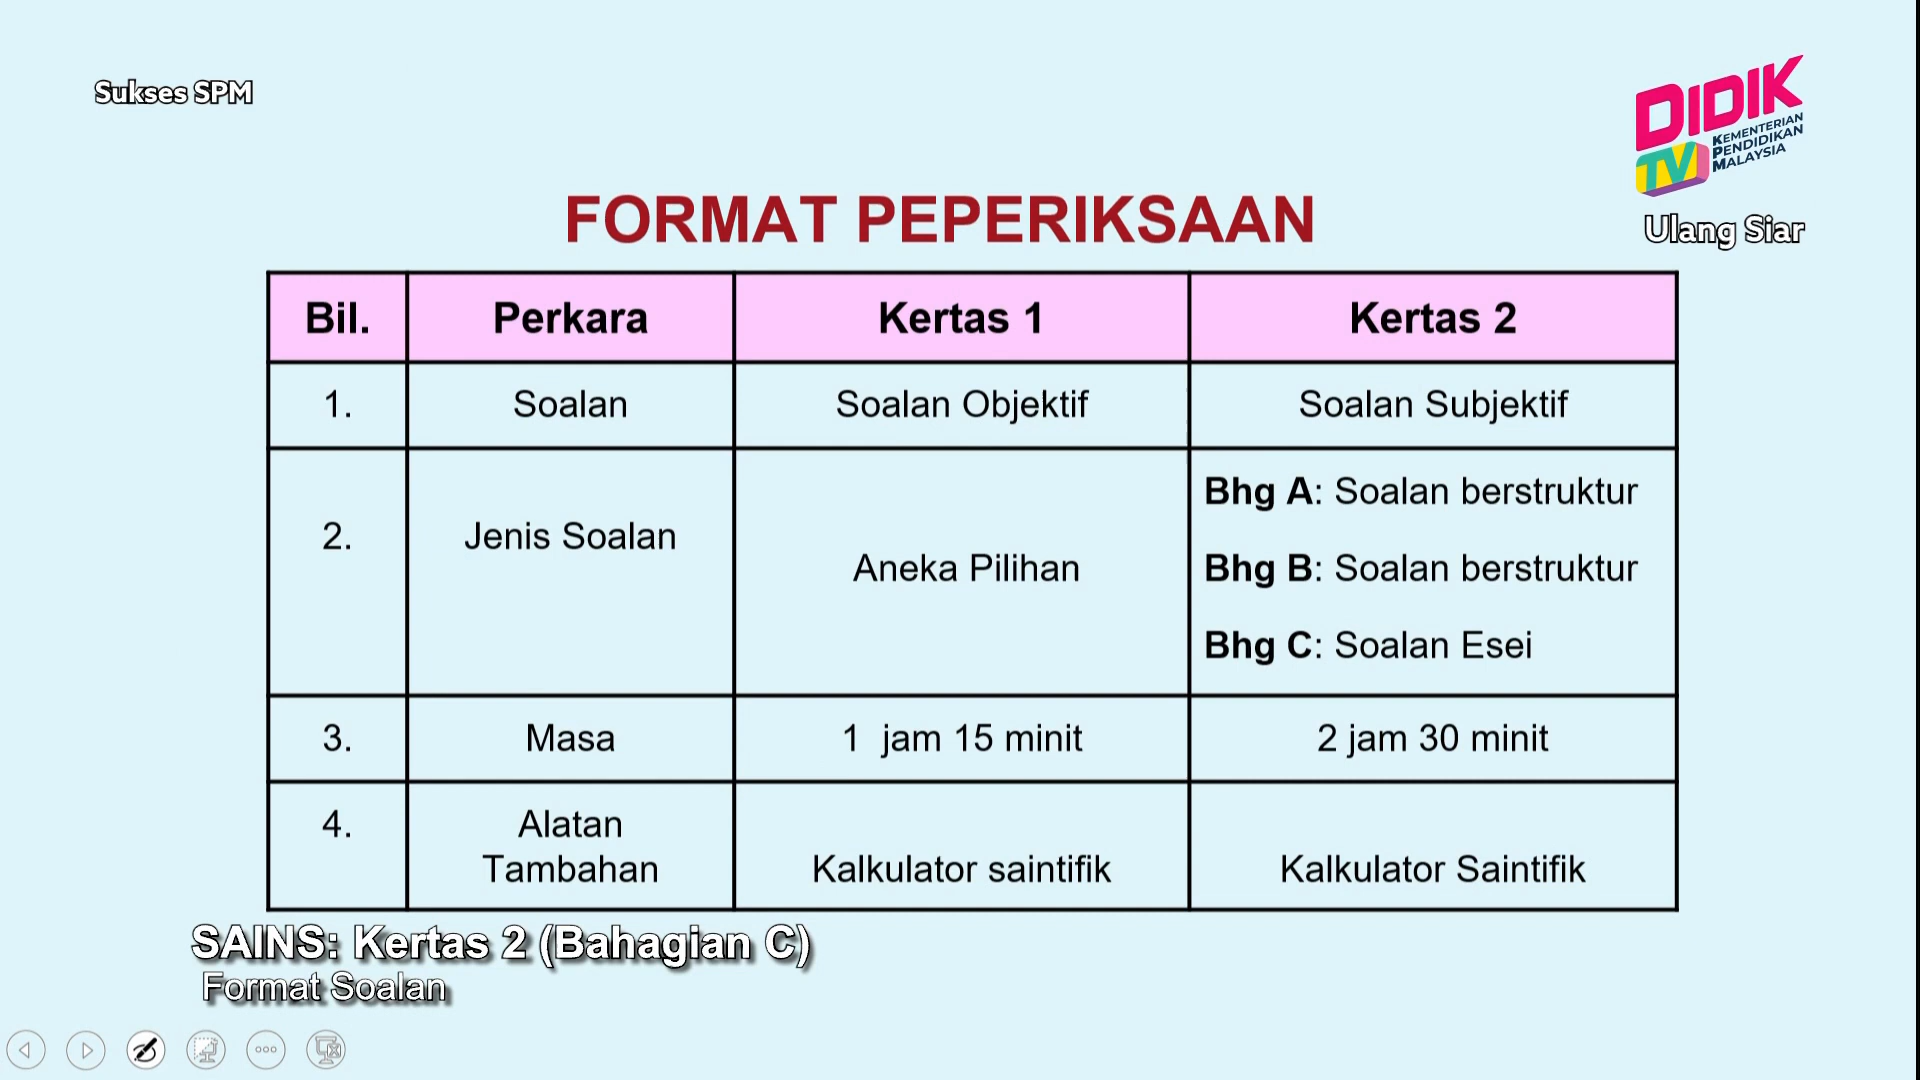 Sukses SPM
DIDIK
TV
KEMENTERIAN
PENDIDIKAN
MALAYSIA
Ulang Siar
FORMAT PEPERIKSAAN
Bil. Perkara Kertas 1 Kertas 2
1. Soalan Soalan Objektif Soalan Subjektif
2. Jenis Soalan Aneka Pilihan
Bhg A: Soalan berstruktur
Bhg B: Soalan berstruktur
Bhg C: Soalan Esei
3. Masa 1 jam 15 minit 2 jam 30 minit
4. Alatan
Tambahan Kalkulator saintifik Kalkulator Saintifik
SAINS: Kertas 2 (Bahagian C)
Format Soalan